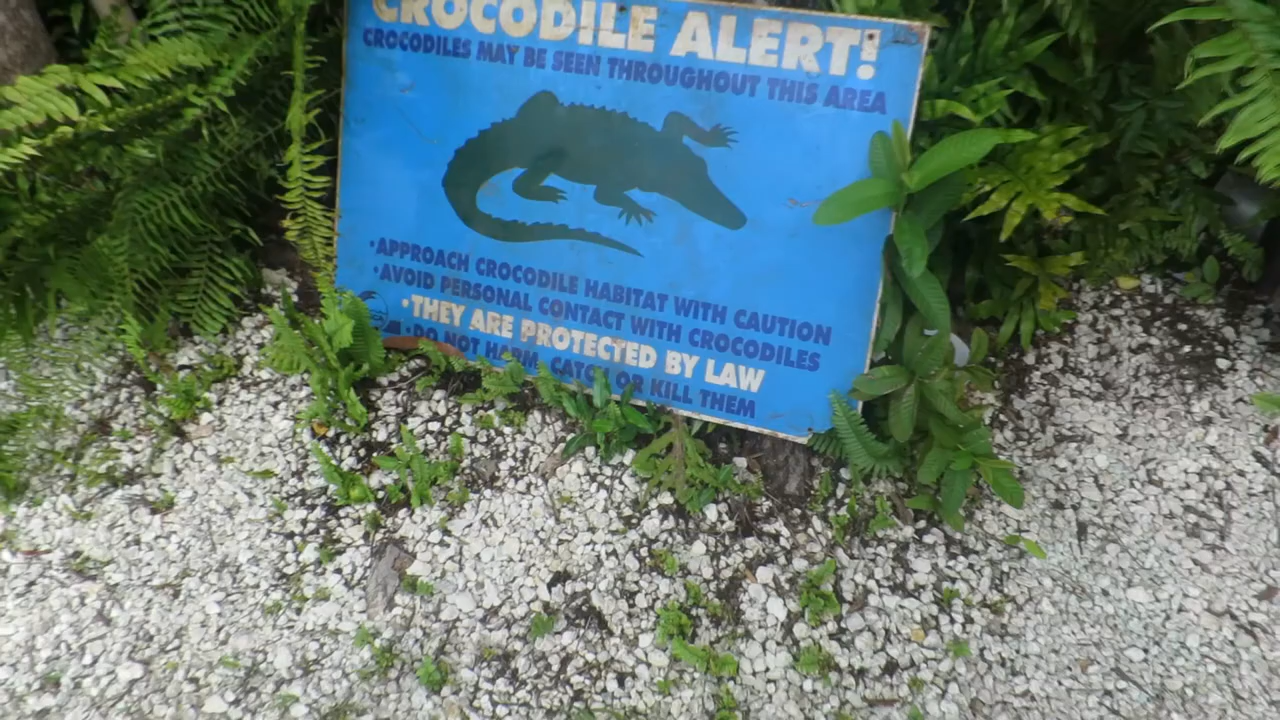 CROCODILE ALERT!
CROCODILES MAY BE SEEN THROUGHOUT THIS AREA
·APPROACH CROCODILE HABITAT WITH CAUTION
·AVOID PERSONAL CONTACT WITH CROCODILES
·THEY ARE PROTECTED BY LAW
·DO NOT HARM, CATCH OR KILL THEM